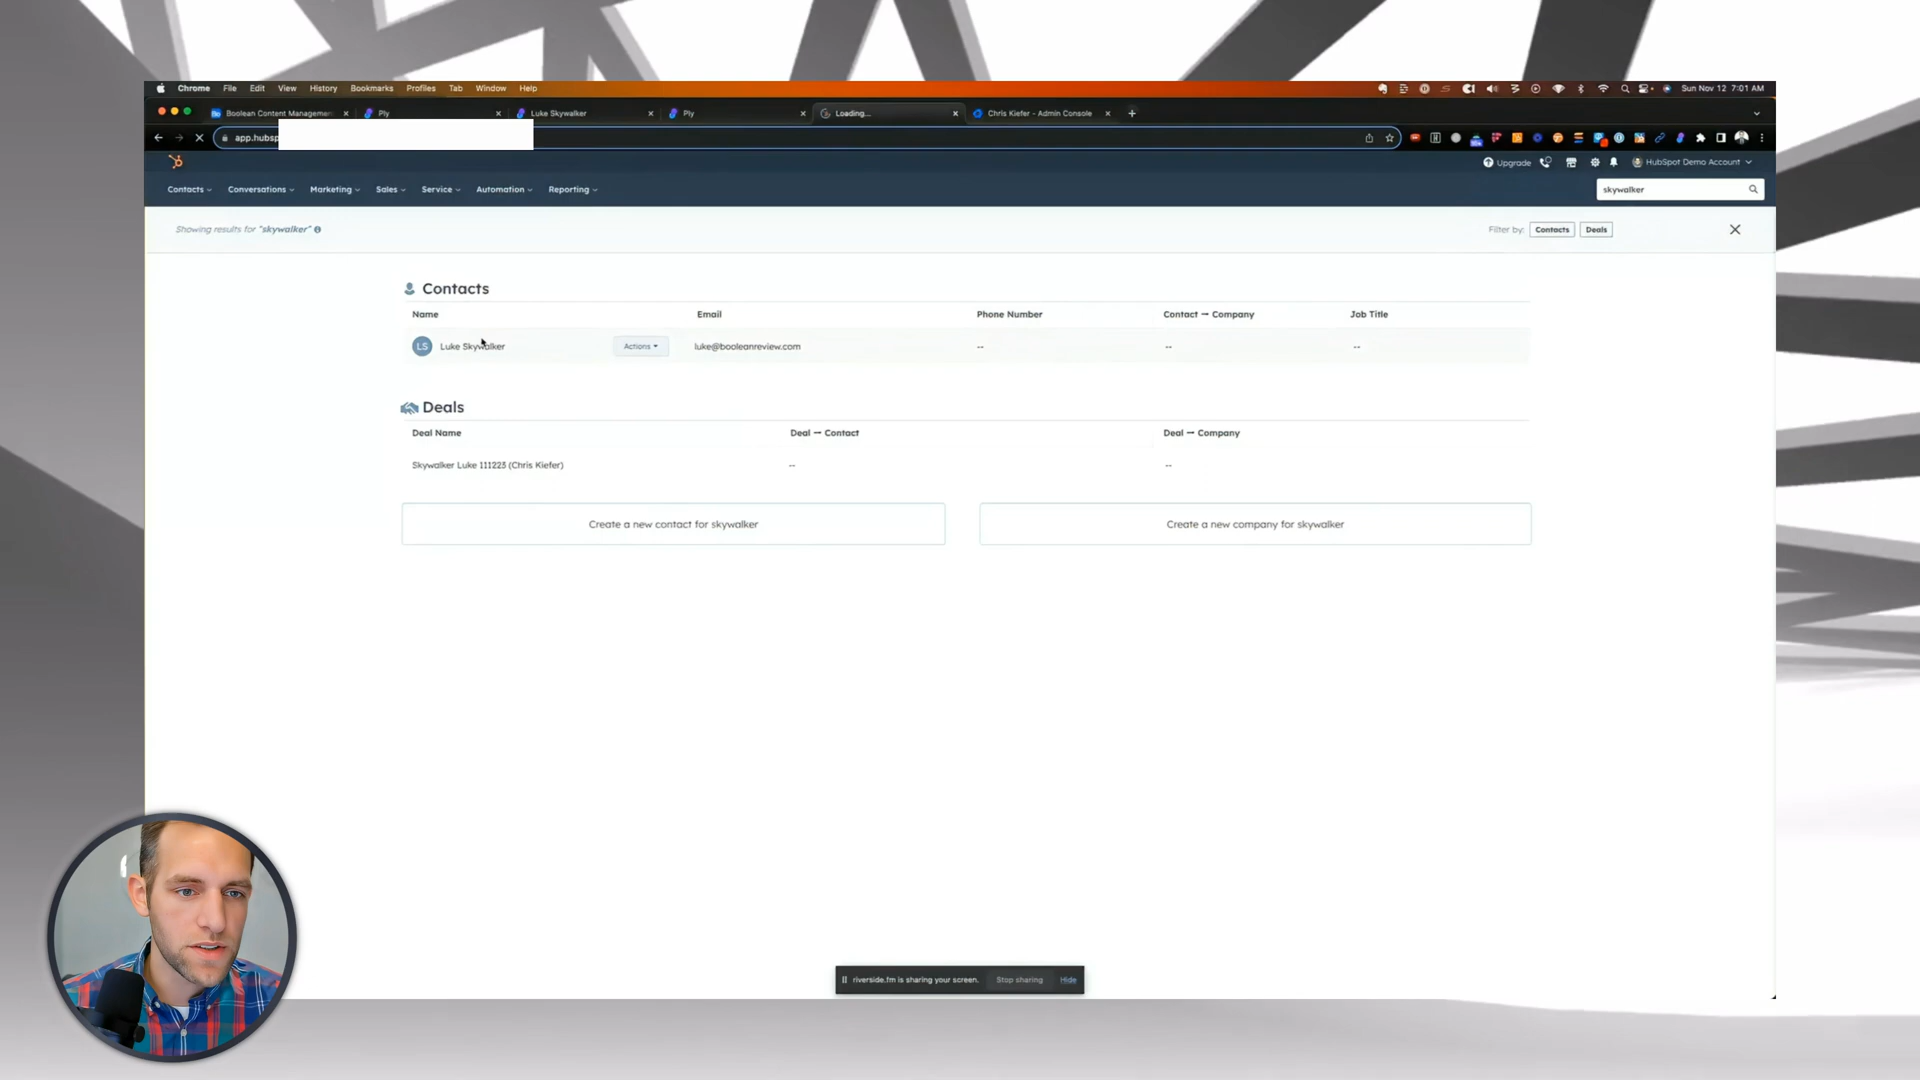 Chrome File Edit View History Bookmarks Profiles Tab Window Help Sun Nov 12 7:01 AM
Boolean Content Managemen Ply Luke Skywalker Ply Loading... Chris Kiefer - Admin Console
app.hubsp
Upgrade HubSpot Demo Account
Contacts Conversations Marketing Sales Service Automation Reporting skywalker
Showing results for "skywalker" Filter by: Contacts Deals
Contacts
Name Email Phone Number Contact → Company Job Title
LS Luke Skywalker Actions luke@booleanreview.com -- -- --
Deals
Deal Name Deal → Contact Deal → Company
Skywalker Luke 111223 (Chris Kiefer) -- --
Create a new contact for skywalker Create a new company for skywalker
riverside.fm is sharing your screen. Stop sharing Hide